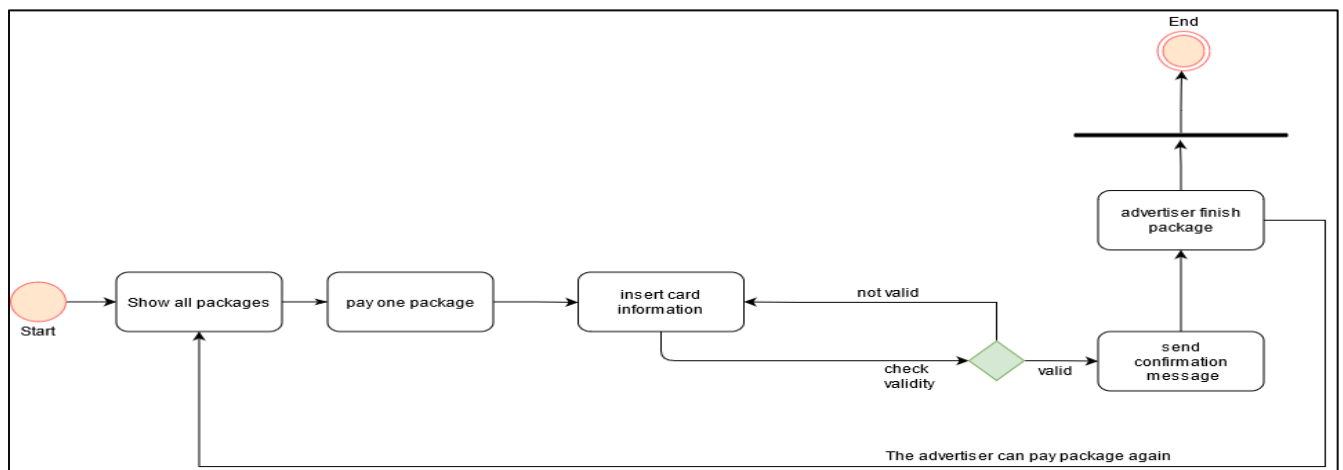 End
advertiser finish
package
Show all packages
pay one package
insert card
information
not valid
Start
check
validity
valid
send
confirmation
message
The advertiser can pay package again